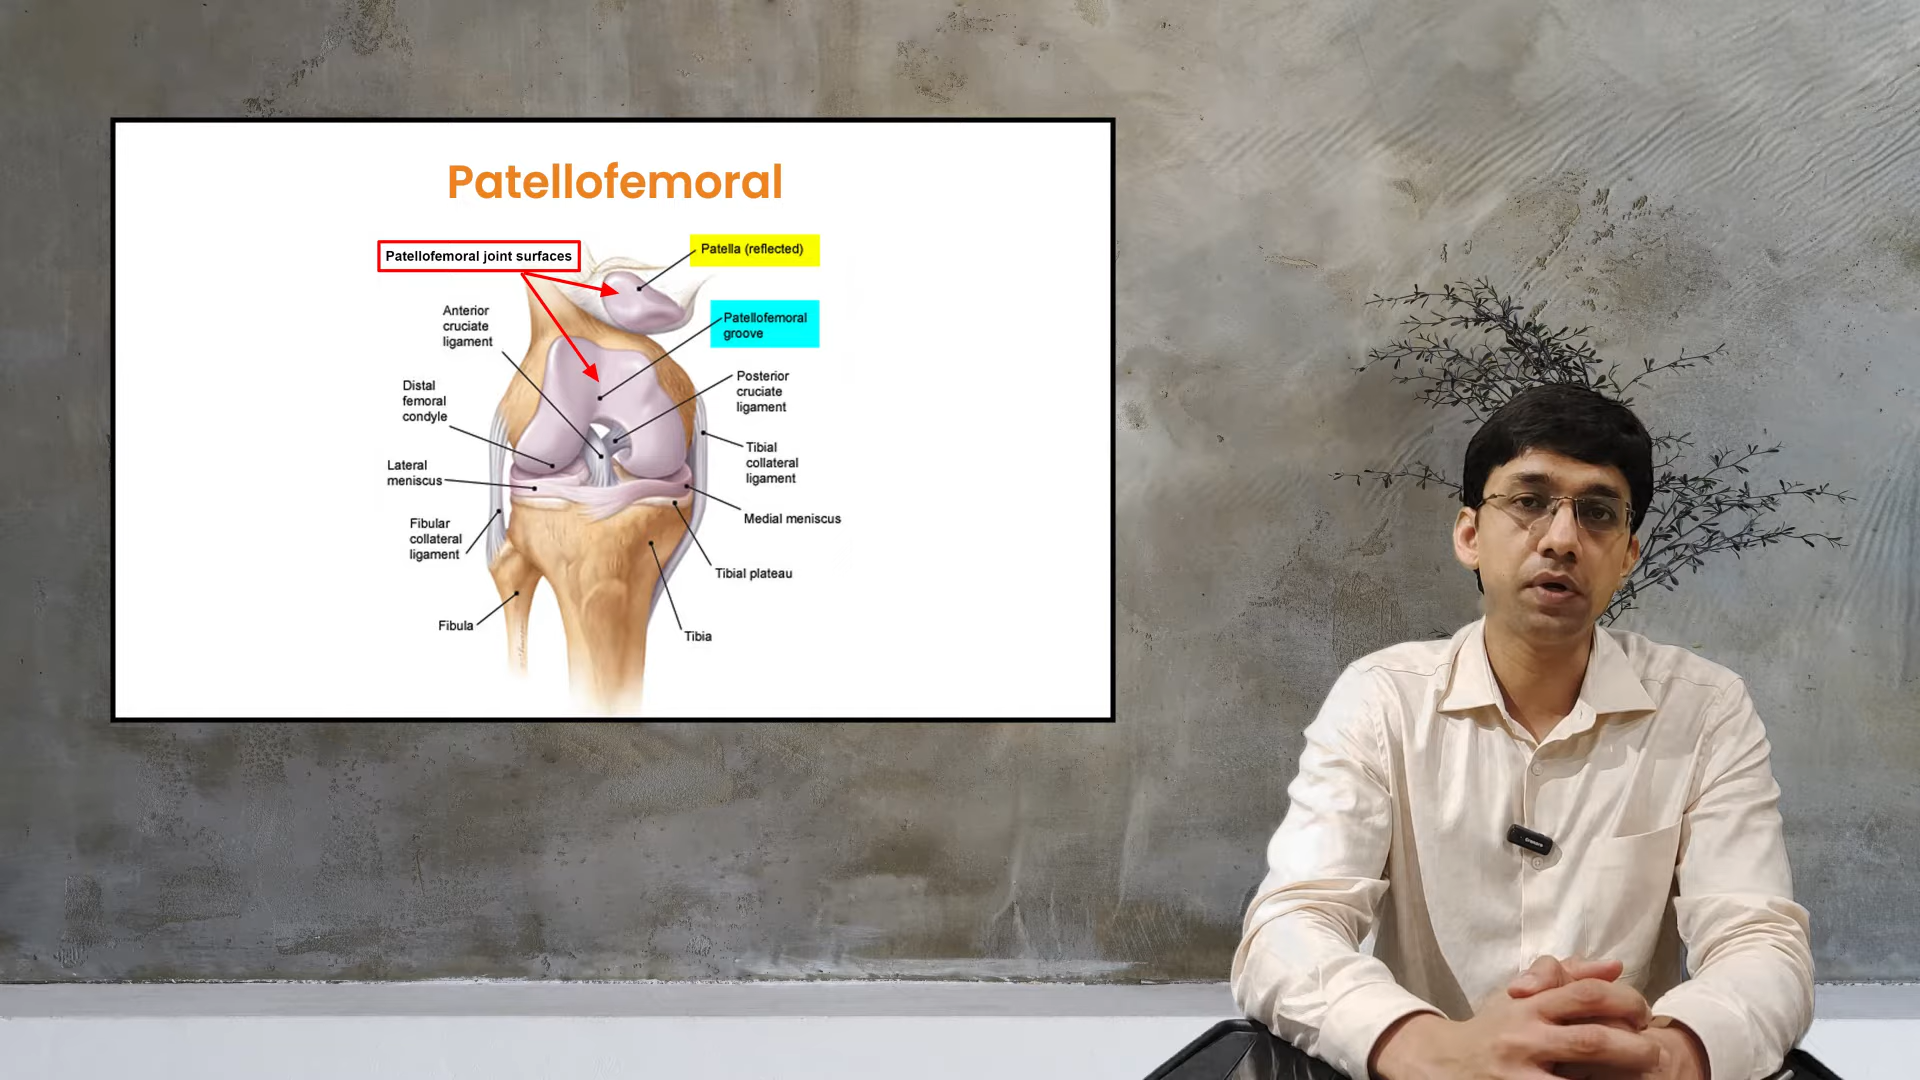 Patellofemoral
Patellofemoral joint surfaces
Patella (reflected)
Anterior
cruciate
ligament
Patellofemoral
groove
Distal
femoral
condyle
Posterior
cruciate
ligament
Lateral
meniscus
Tibial
collateral
ligament
Fibular
collateral
ligament
Medial meniscus
Tibial plateau
Fibula
Tibia